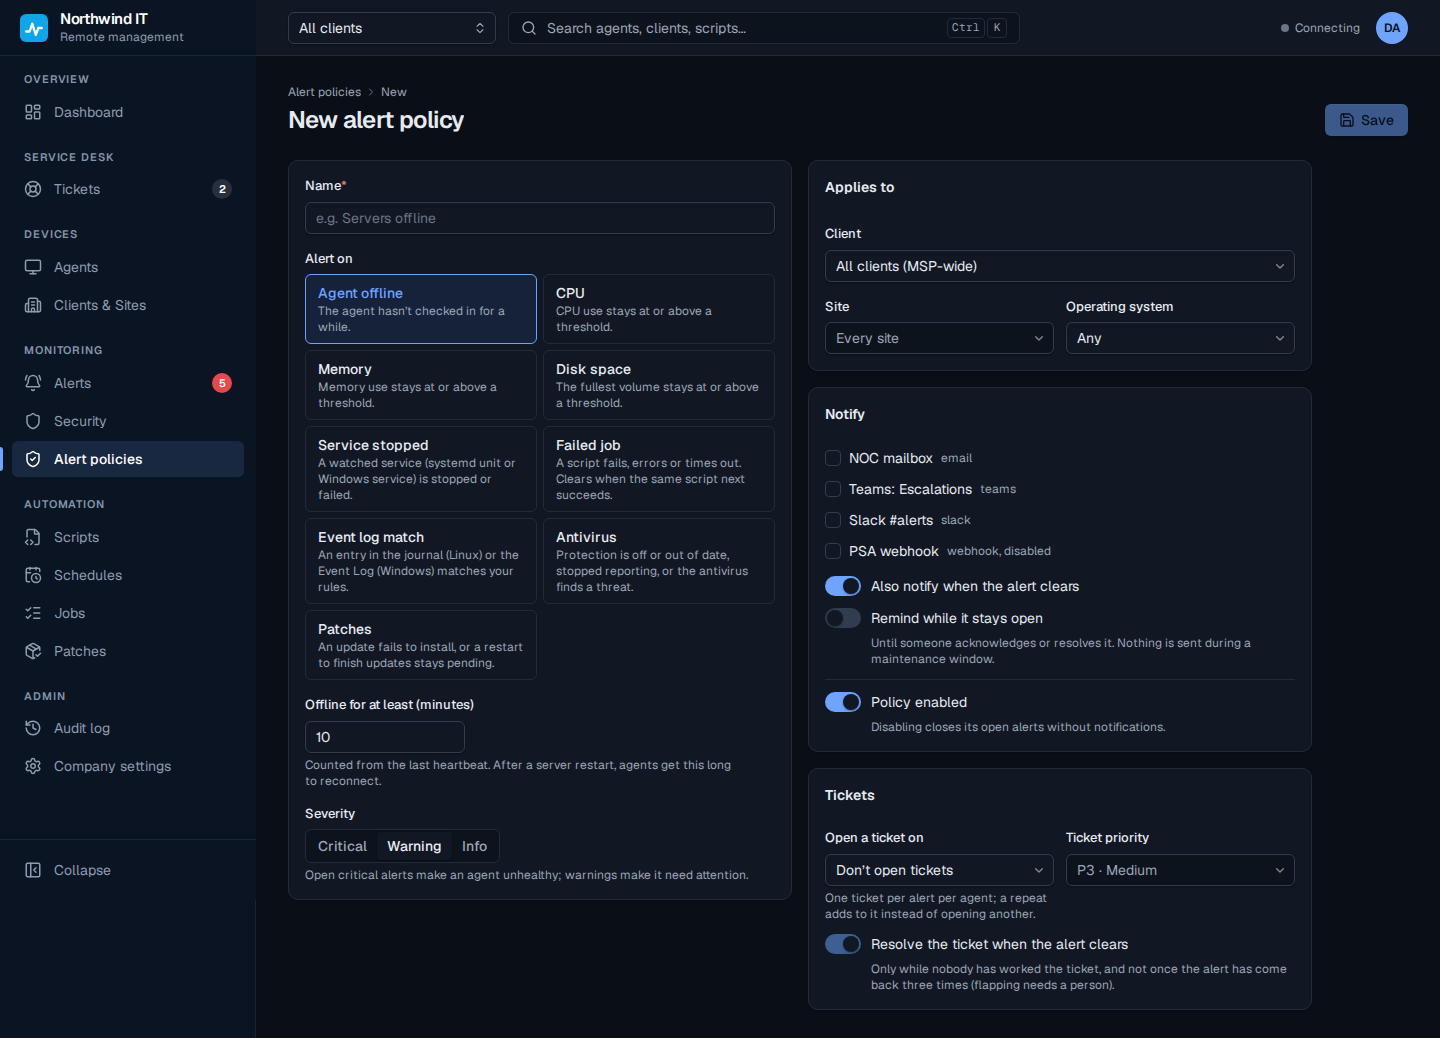 Northwind IT
Remote management
All clients
Search agents, clients, scripts...
Ctrl K
Connecting
DA
OVERVIEW
Dashboard
SERVICE DESK
Tickets
2
DEVICES
Agents
Clients & Sites
MONITORING
Alerts
5
Security
Alert policies
AUTOMATION
Scripts
Schedules
Jobs
Patches
ADMIN
Audit log
Company settings
Collapse
Alert policies > New
New alert policy
Save
Name*
e.g. Servers offline
Alert on
Agent offline
The agent hasn't checked in for a
while.
CPU
CPU use stays at or above a
threshold.
Memory
Memory use stays at or above a
threshold.
Disk space
The fullest volume stays at or above
a threshold.
Service stopped
A watched service (systemd unit or
Windows service) is stopped or
failed.
Failed job
A script fails, errors or times out.
Clears when the same script next
succeeds.
Event log match
An entry in the journal (Linux) or the
Event Log (Windows) matches your
rules.
Antivirus
Protection is off or out of date,
stopped reporting, or the antivirus
finds a threat.
Patches
An update fails to install, or a restart
to finish updates stays pending.
Offline for at least (minutes)
10
Counted from the last heartbeat. After a server restart, agents get this long
to reconnect.
Severity
Critical Warning Info
Open critical alerts make an agent unhealthy; warnings make it need attention.
Applies to
Client
All clients (MSP-wide)
Site
Every site
Operating system
Any
Notify
NOC mailbox email
Teams: Escalations teams
Slack #alerts slack
PSA webhook webhook, disabled
Also notify when the alert clears
Remind while it stays open
Until someone acknowledges or resolves it. Nothing is sent during a
maintenance window.
Policy enabled
Disabling closes its open alerts without notifications.
Tickets
Open a ticket on
Don't open tickets
One ticket per alert per agent; a repeat
adds to it instead of opening another.
Ticket priority
P3 · Medium
Resolve the ticket when the alert clears
Only while nobody has worked the ticket, and not once the alert has come
back three times (flapping needs a person).